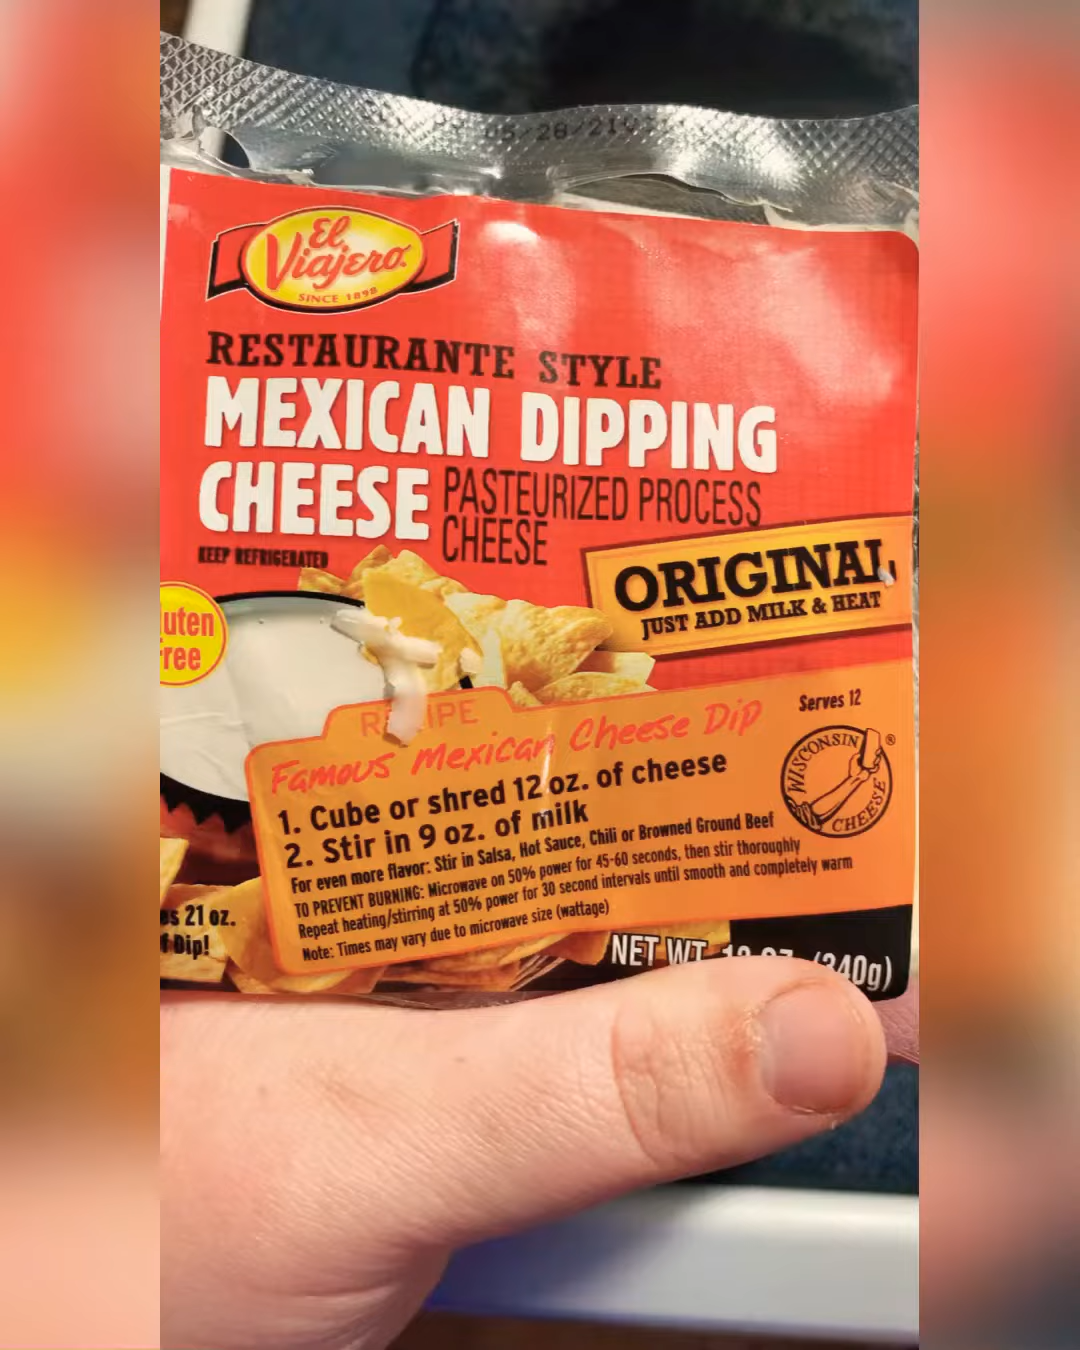 05/28/21
El
Viajero
SINCE 1898
RESTAURANTE STYLE
MEXICAN DIPPING
CHEESE PASTEURIZED PROCESS
CHEESE
KEEP REFRIGERATED
ORIGINAL
JUST ADD MILK & HEAT
uten
ree
Serves 12
Famous Mexican Cheese Dip
1. Cube or shred 12 oz. of cheese
2. Stir in 9 oz. of milk
For even more flavor: Stir in Salsa, Hot Sauce, Chili or Browned Ground Beef
TO PREVENT BURNING: Microwave on 50% power for 45-60 seconds, then stir thoroughly
Repeat heating/stirring at 50% power for 30 second intervals until smooth and completely warm
Note: Times may vary due to microwave size (wattage)
WISCONSIN
CHEESE
®
es 21 oz.
f Dip!
NET WT. (340g)